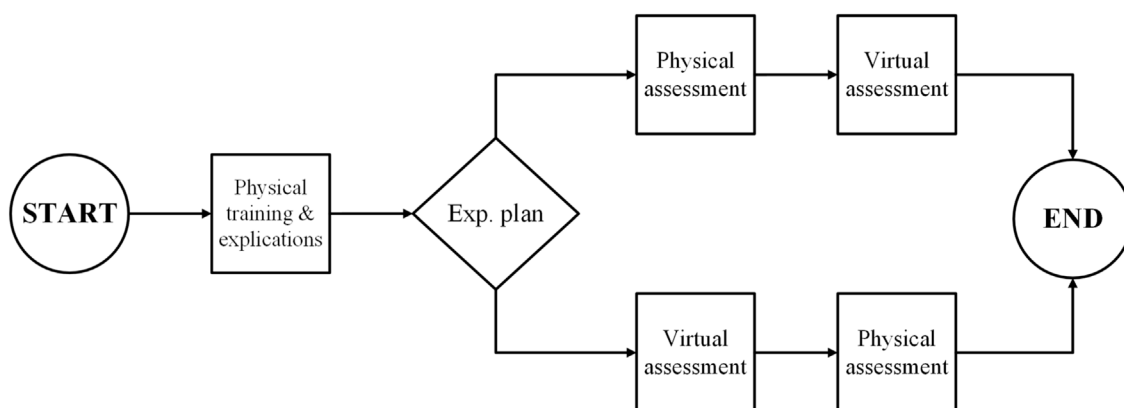 START
Physical
training &
explications
Exp. plan
Physical
assessment
Virtual
assessment
Virtual
assessment
Physical
assessment
END